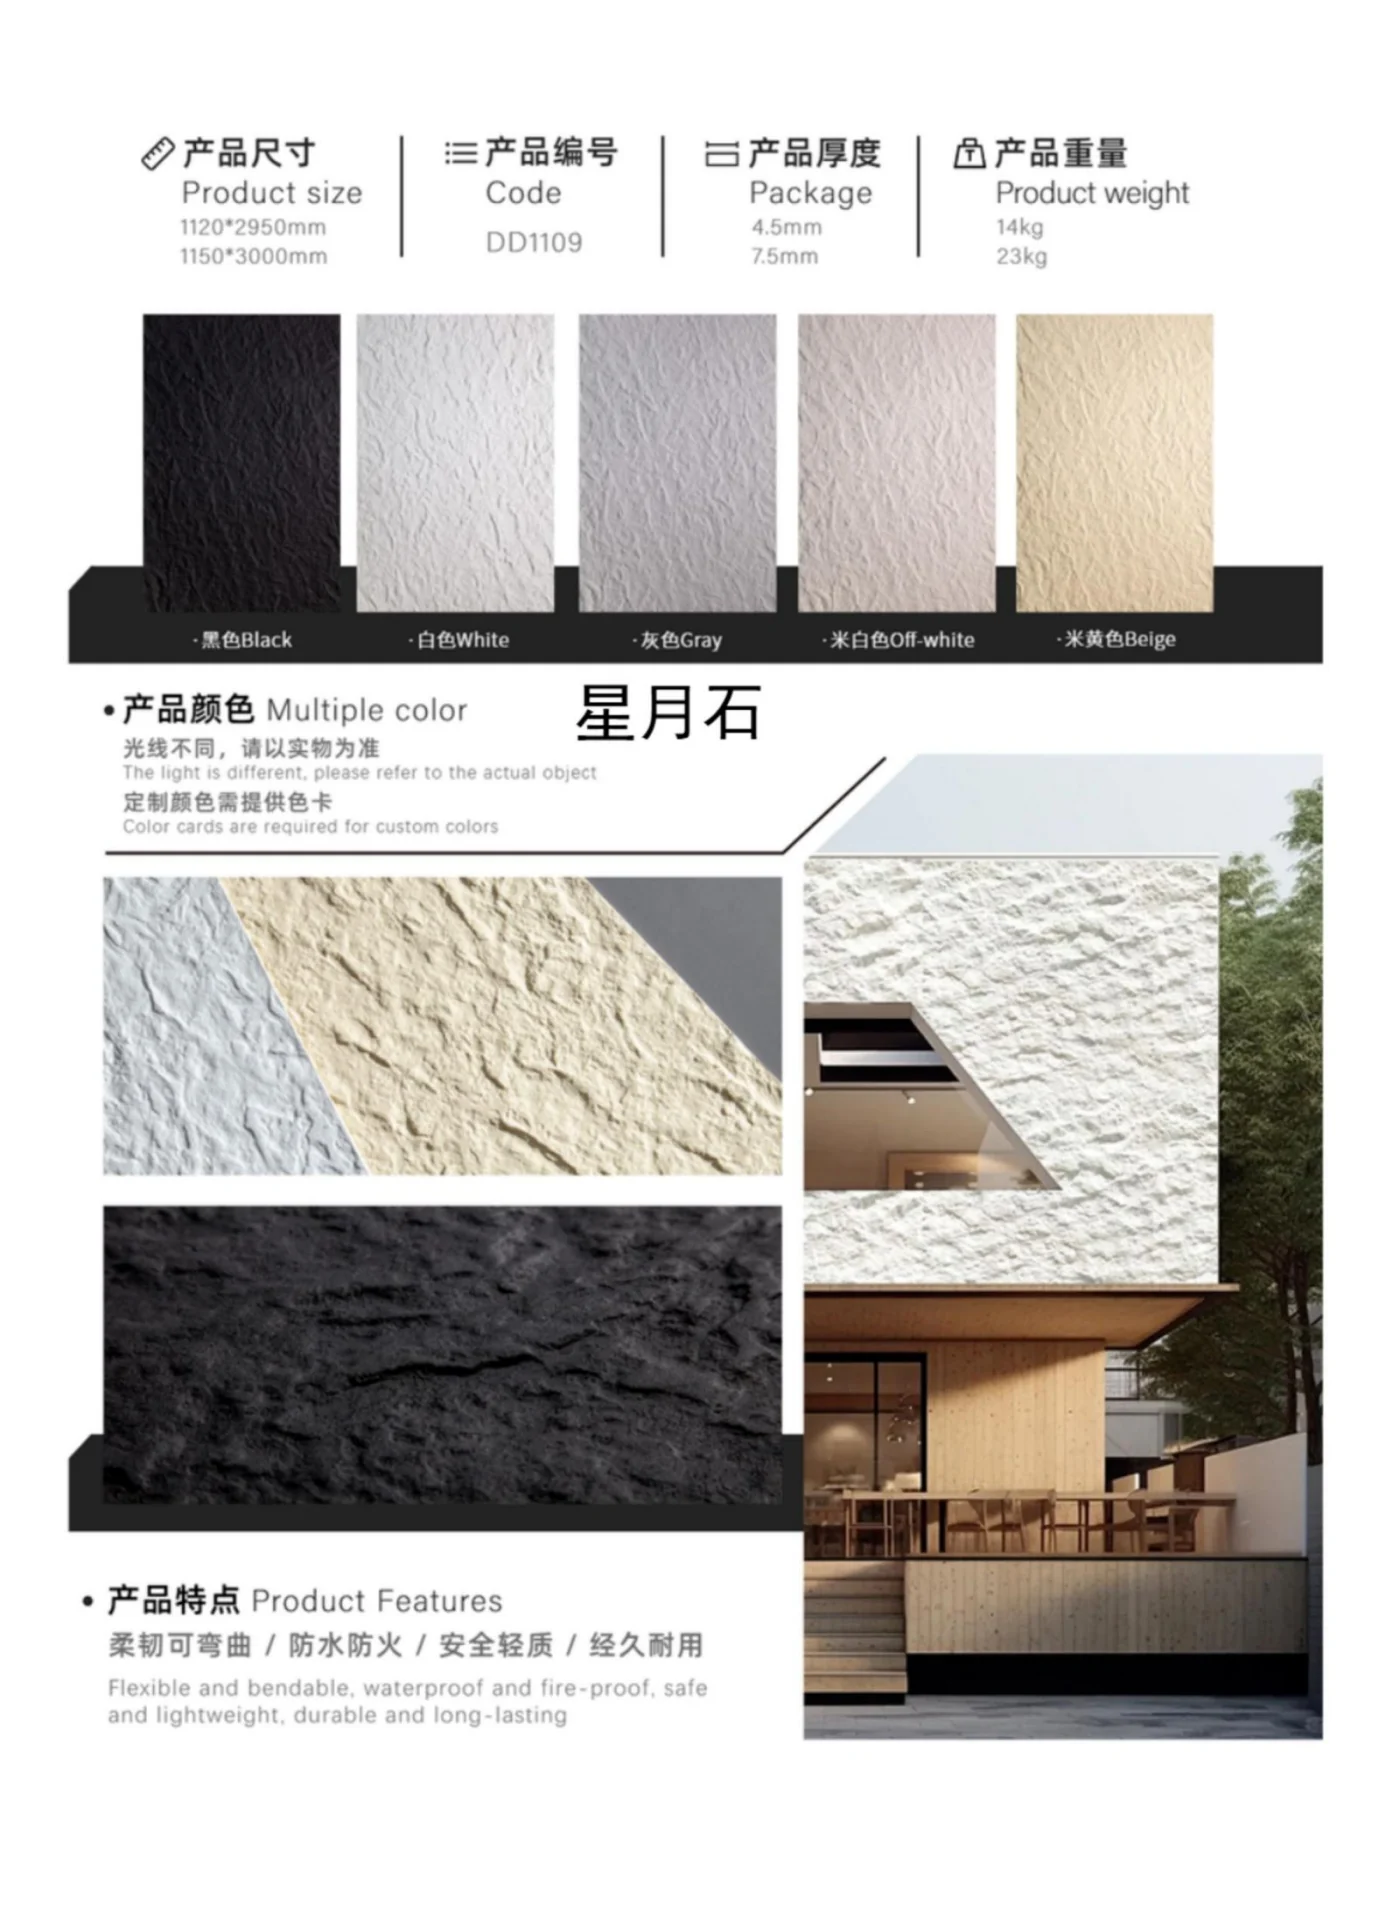 产品尺寸
Product size
1120*2950mm
1150*3000mm
产品编号
Code
DD1109
产品厚度
Package
4.5mm
7.5mm
产品重量
Product weight
14kg
23kg
·黑色Black
·白色White
·灰色Gray
·米白色Off-white
·米黄色Beige
•产品颜色 Multiple color
星月石
光线不同，请以实物为准
The light is different, please refer to the actual object
定制颜色需提供色卡
Color cards are required for custom colors
• 产品特点 Product Features
柔韧可弯曲 / 防水防火 / 安全轻质 / 经久耐用
Flexible and bendable, waterproof and fire-proof, safe
and lightweight, durable and long-lasting